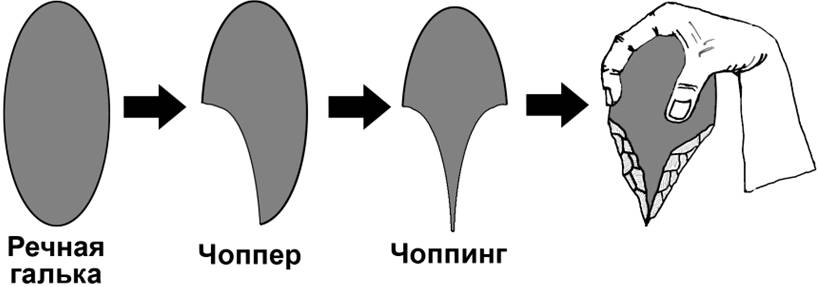 Речная
галька
Чоппер
Чоппинг